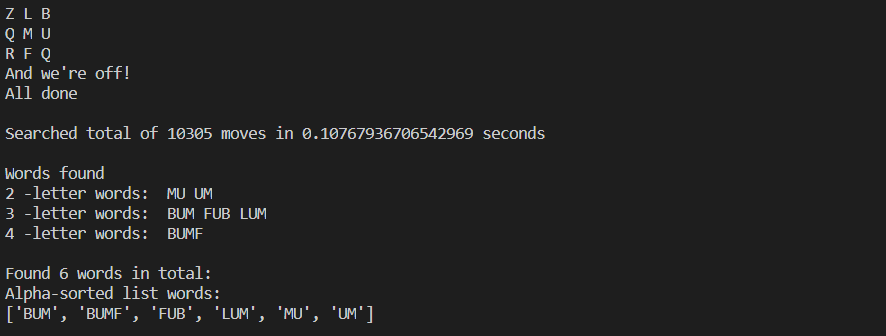 Z L B
Q M U
R F Q
And we're off!
All done
Searched total of 10305 moves in 0.10767936706542969 seconds
Words found
2 -letter words:  MU UM
3 -letter words:  BUM FUB LUM
4 -letter words:  BUMF
Found 6 words in total:
Alpha-sorted list words:
['BUM', 'BUMF', 'FUB', 'LUM', 'MU', 'UM']